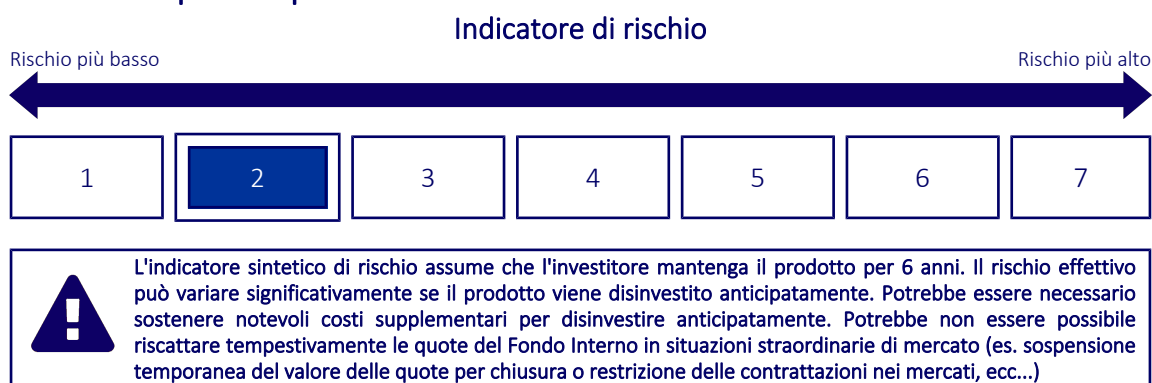 Indicatore di rischio
Rischio più basso
Rischio più alto
1
2
3
4
5
6
7
L'indicatore sintetico di rischio assume che l'investitore mantenga il prodotto per 6 anni. Il rischio effettivo
può variare significativamente se il prodotto viene disinvestito anticipatamente. Potrebbe essere necessario
sostenere notevoli costi supplementari per disinvestire anticipatamente. Potrebbe non essere possibile
riscattare tempestivamente le quote del Fondo Interno in situazioni straordinarie di mercato (es. sospensione
temporanea del valore delle quote per chiusura o restrizione delle contrattazioni nei mercati, ecc...)